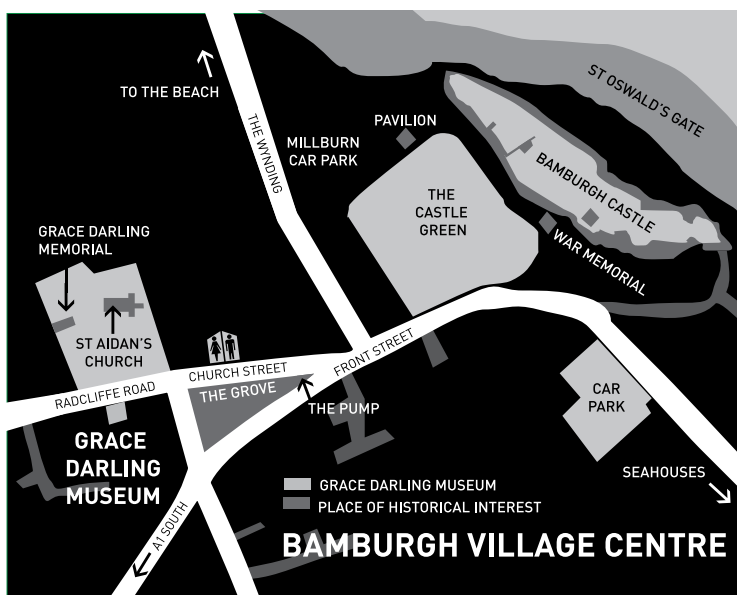 ST OSWALD'S GATE
TO THE BEACH
PAVILION
THE WYNDING
MILLBURN
CAR PARK
BAMBURGH CASTLE
THE
CASTLE
GREEN
GRACE DARLING
MEMORIAL
WAR MEMORIAL
ST AIDAN'S
CHURCH
CHURCH STREET
FRONT STREET
RADCLIFFE ROAD
THE GROVE
CAR
PARK
THE PUMP
GRACE
DARLING
MUSEUM
SEAHOUSES
GRACE DARLING MUSEUM
PLACE OF HISTORICAL INTEREST
A1 SOUTH
BAMBURGH VILLAGE CENTRE